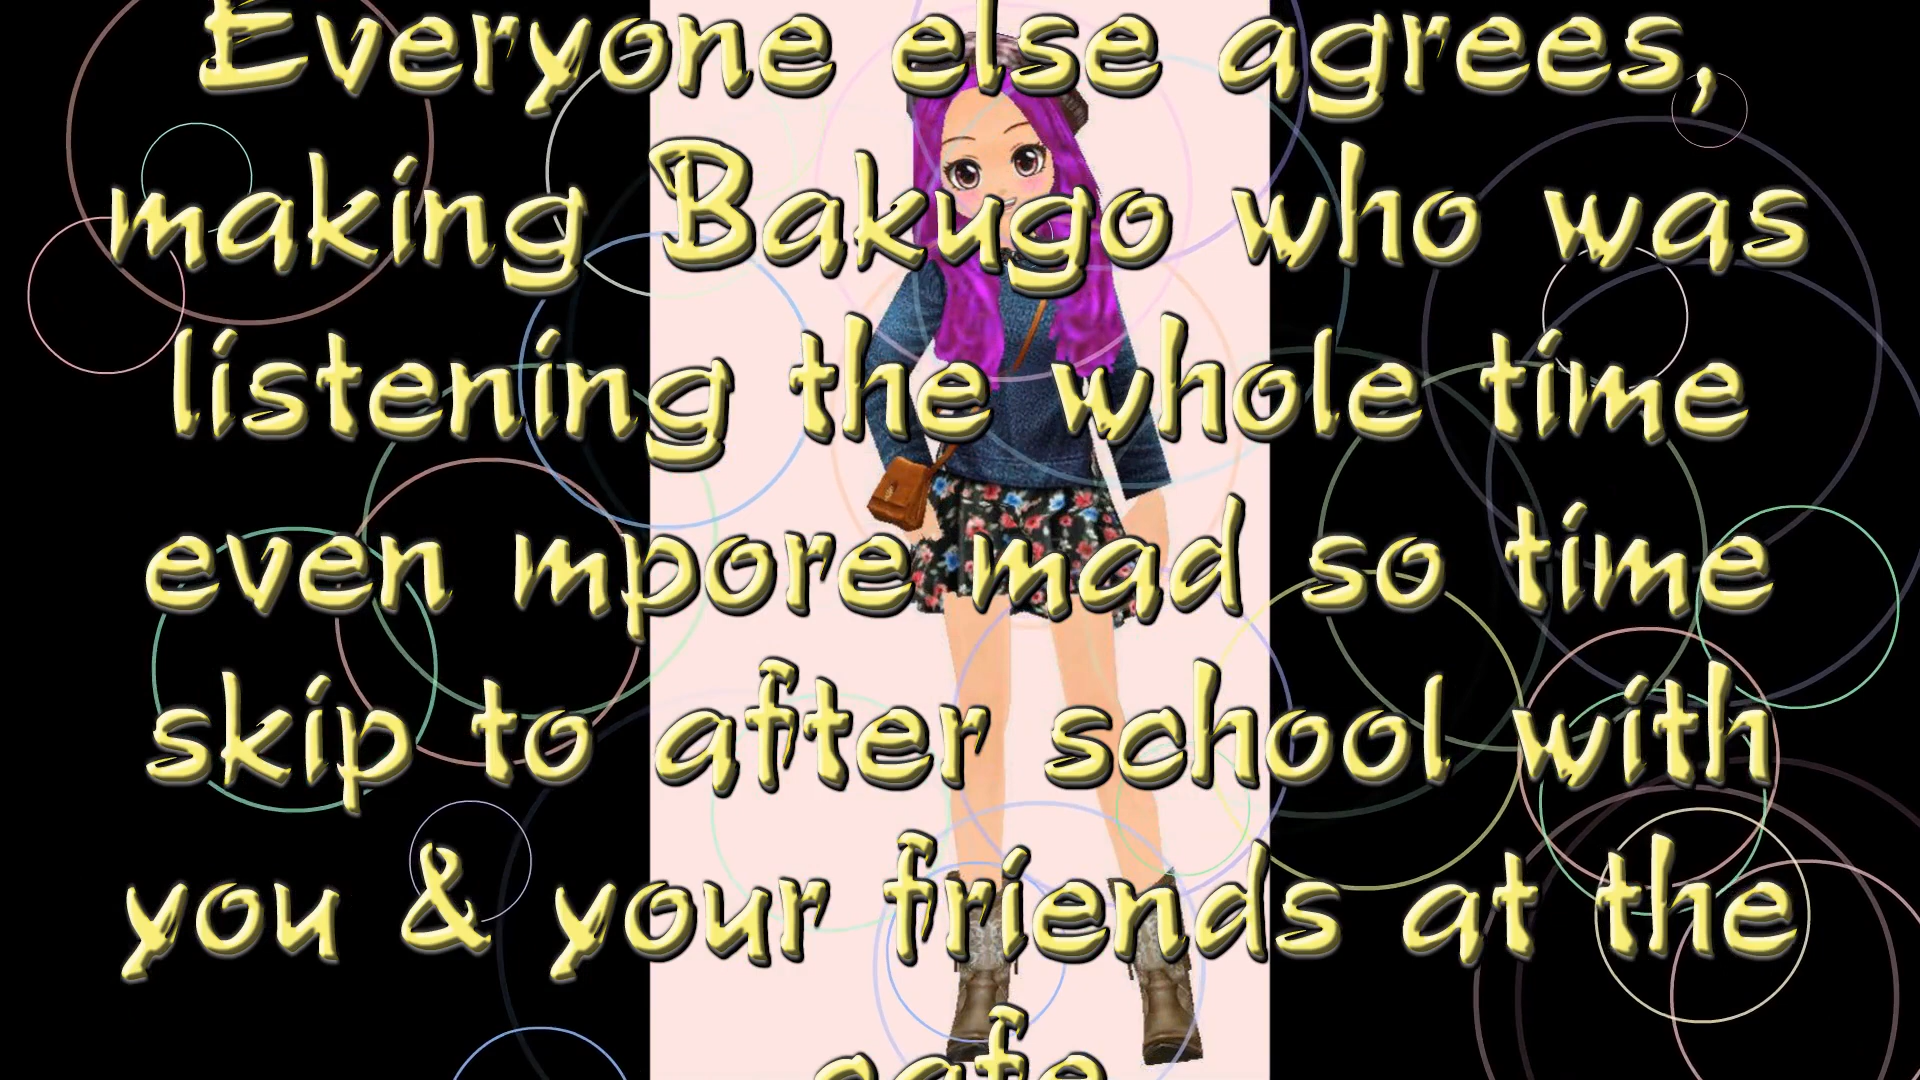 Everyone else agrees,
making Bakugo who was
listening the whole time
even mpore mad so time
skip to after school with
you & your friends at the
cafe